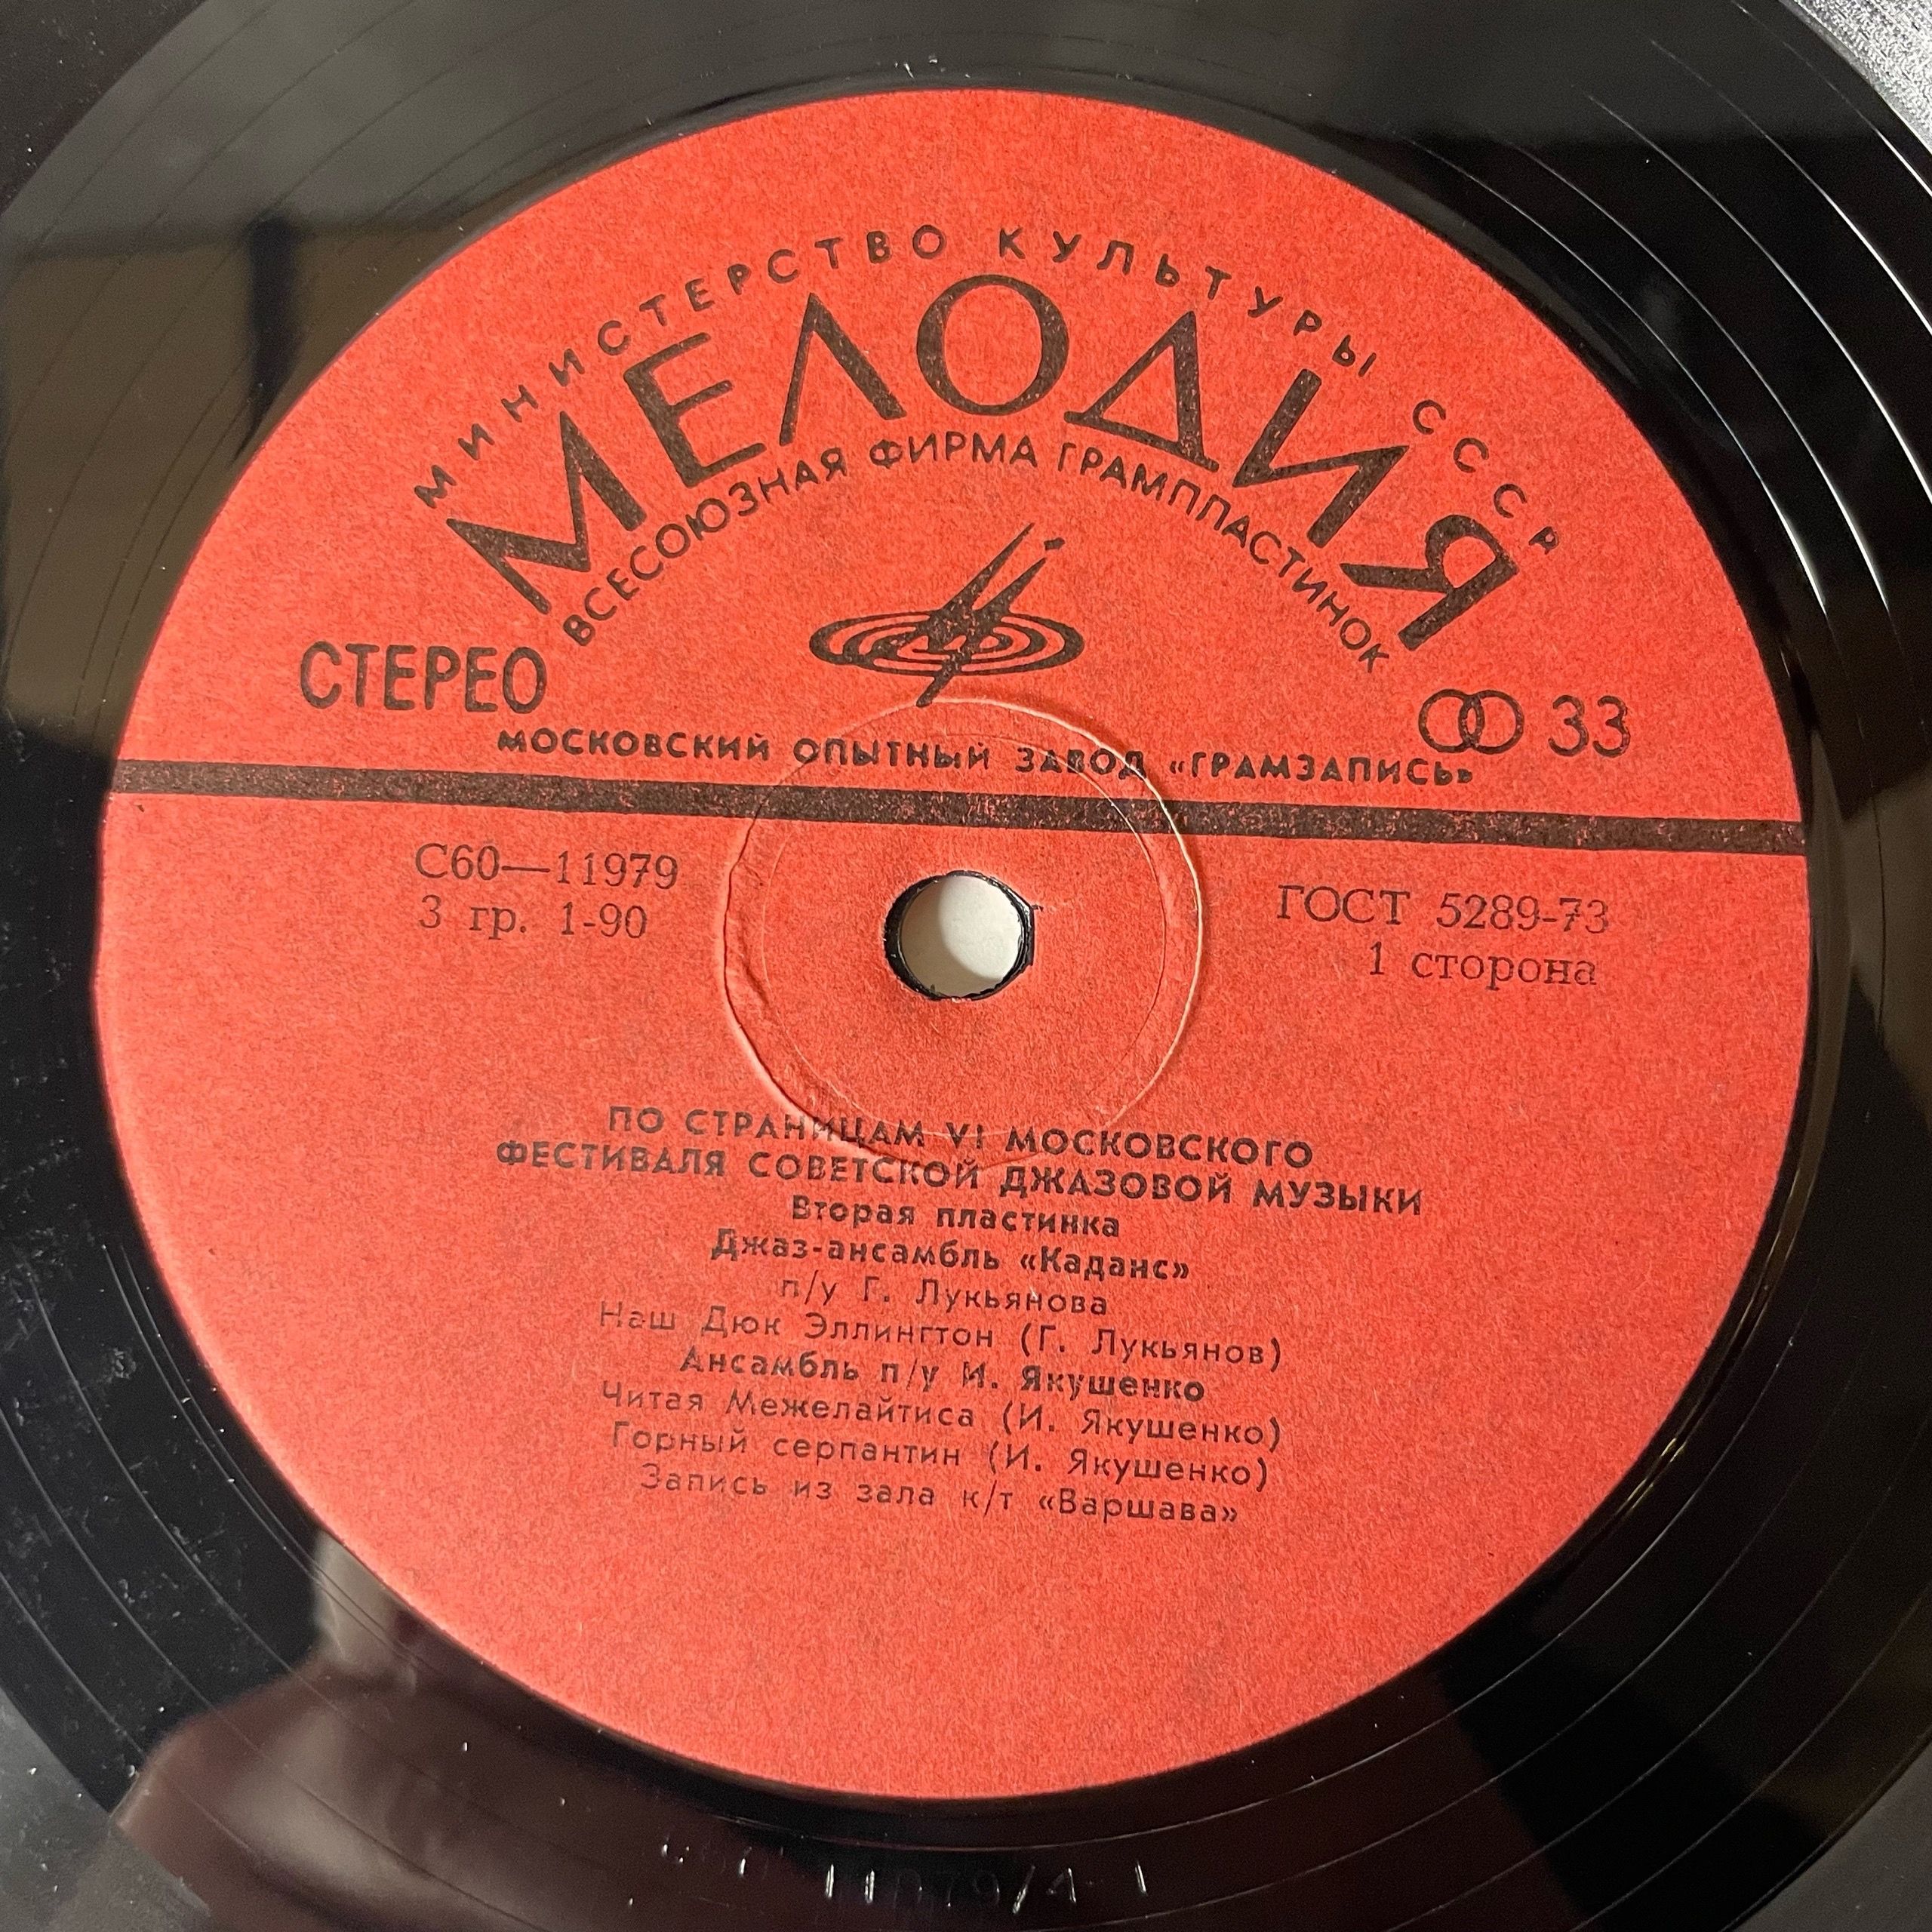 МИНИСТЕРСТВО КУЛЬТУРЫ СССР
МЕЛОДИЯ
ВСЕСОЮЗНАЯ ФИРМА ГРАМПЛАСТИНОК
СТЕРЕО
33
МОСКОВСКИЙ ОПЫТНЫЙ ЗАВОД «ГРАМЗАПИСЬ»
С60—11979
3 гр. 1-90
ГОСТ 5289-73
1 сторона
ПО СТРАНИЦАМ VI МОСКОВСКОГО
ФЕСТИВАЛЯ СОВЕТСКОЙ ДЖАЗОВОЙ МУЗЫКИ
Вторая пластинка
Джаз-ансамбль «Каданс»
п/у Г. Лукьянова
Наш Дюк Эллингтон (Г. Лукьянов)
Ансамбль п/у И. Якушенко
Читая Межелайтиса (И. Якушенко)
Горный серпантин (И. Якушенко)
Запись из зала к/т «Варшава»